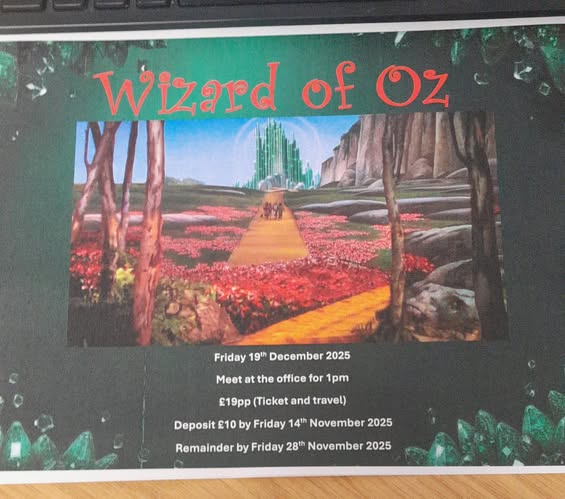 Wizard of Oz
Friday 19th December 2025
Meet at the office for 1pm
£19pp (Ticket and travel)
Deposit £10 by Friday 14th November 2025
Remainder by Friday 28th November 2025